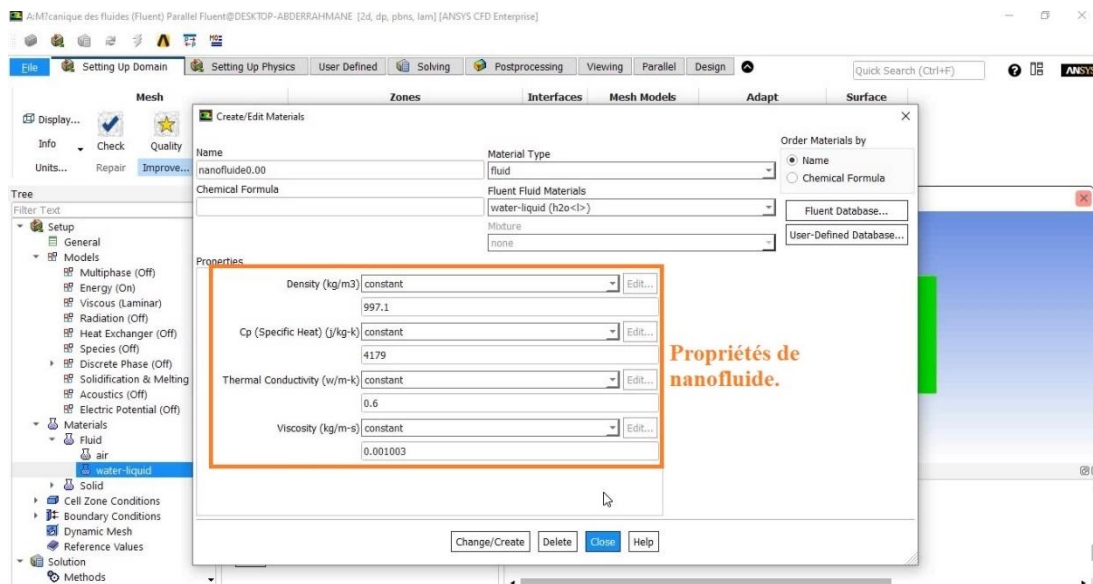 A:M?canique des fluides (Fluent) Parallel Fluent@DESKTOP-ABDERRAHMANE [2d, dp, pbns, lam] [ANSYS CFD Enterprise]
File Setting Up Domain Setting Up Physics User Defined Solving Postprocessing Viewing Parallel Design Quick Search (Ctrl+F) ANSYS
Mesh Zones Interfaces Mesh Models Adapt Surface
Display...
Info Check Quality
Units... Repair Improve...
Tree
Filter Text
Setup
General
Models
Multiphase (Off)
Energy (On)
Viscous (Laminar)
Radiation (Off)
Heat Exchanger (Off)
Species (Off)
Discrete Phase (Off)
Solidification & Melting
Acoustics (Off)
Electric Potential (Off)
Materials
Fluid
air
water-liquid
Solid
Cell Zone Conditions
Boundary Conditions
Dynamic Mesh
Reference Values
Solution
Methods
Create/Edit Materials
Name
nanofluide0.00
Chemical Formula
Material Type
fluid
Fluent Fluid Materials
water-liquid (h2o<l>)
Mixture
none
Order Materials by
Name
Chemical Formula
Fluent Database...
User-Defined Database...
Properties
Density (kg/m3) constant Edit...
997.1
Cp (Specific Heat) (j/kg-k) constant Edit...
4179
Thermal Conductivity (w/m-k) constant Edit...
0.6
Viscosity (kg/m-s) constant Edit...
0.001003
Propriétés de
nanofluide.
Change/Create Delete Close Help